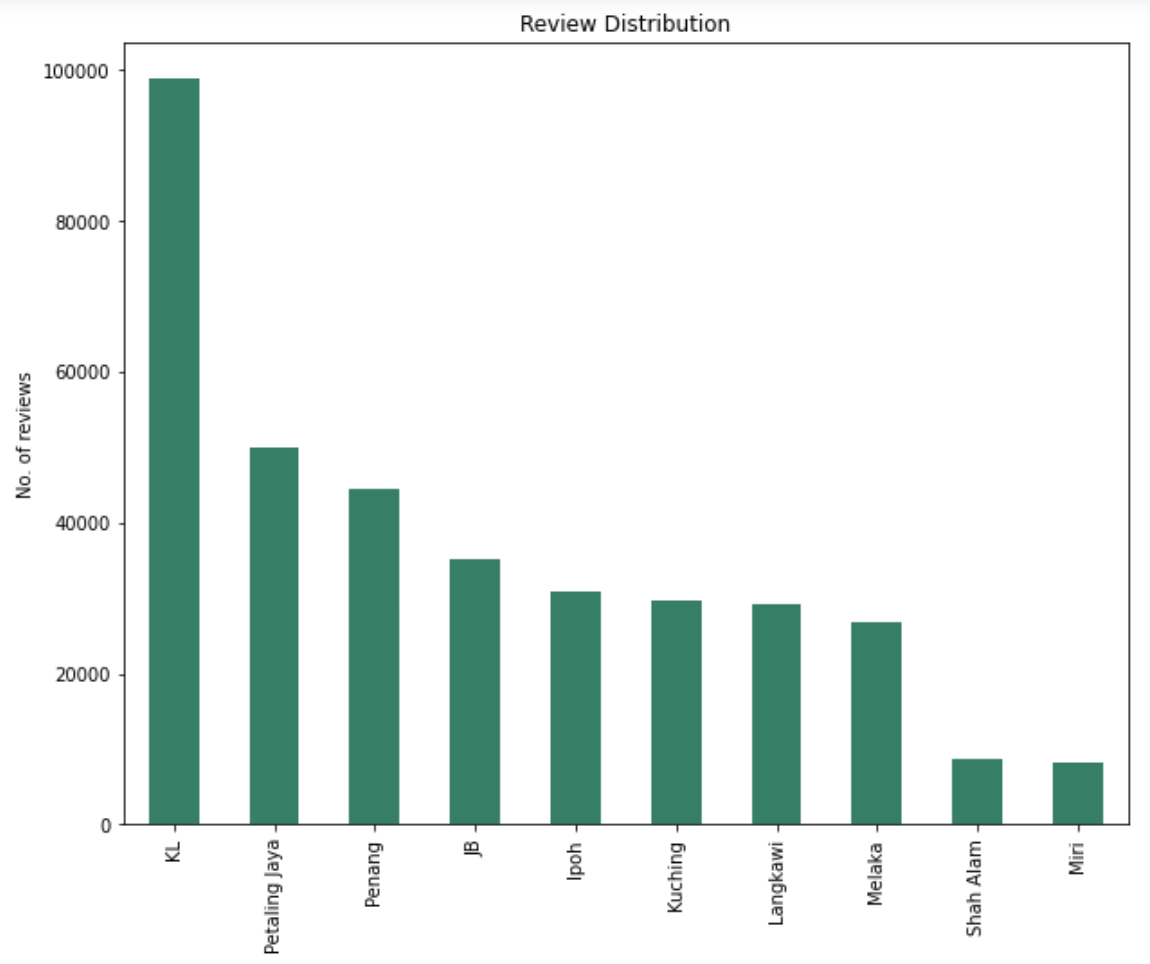 Review Distribution
No. of reviews
100000
80000
60000
40000
20000
0
KL
Petaling Jaya
Penang
JB
Ipoh
Kuching
Langkawi
Melaka
Shah Alam
Miri